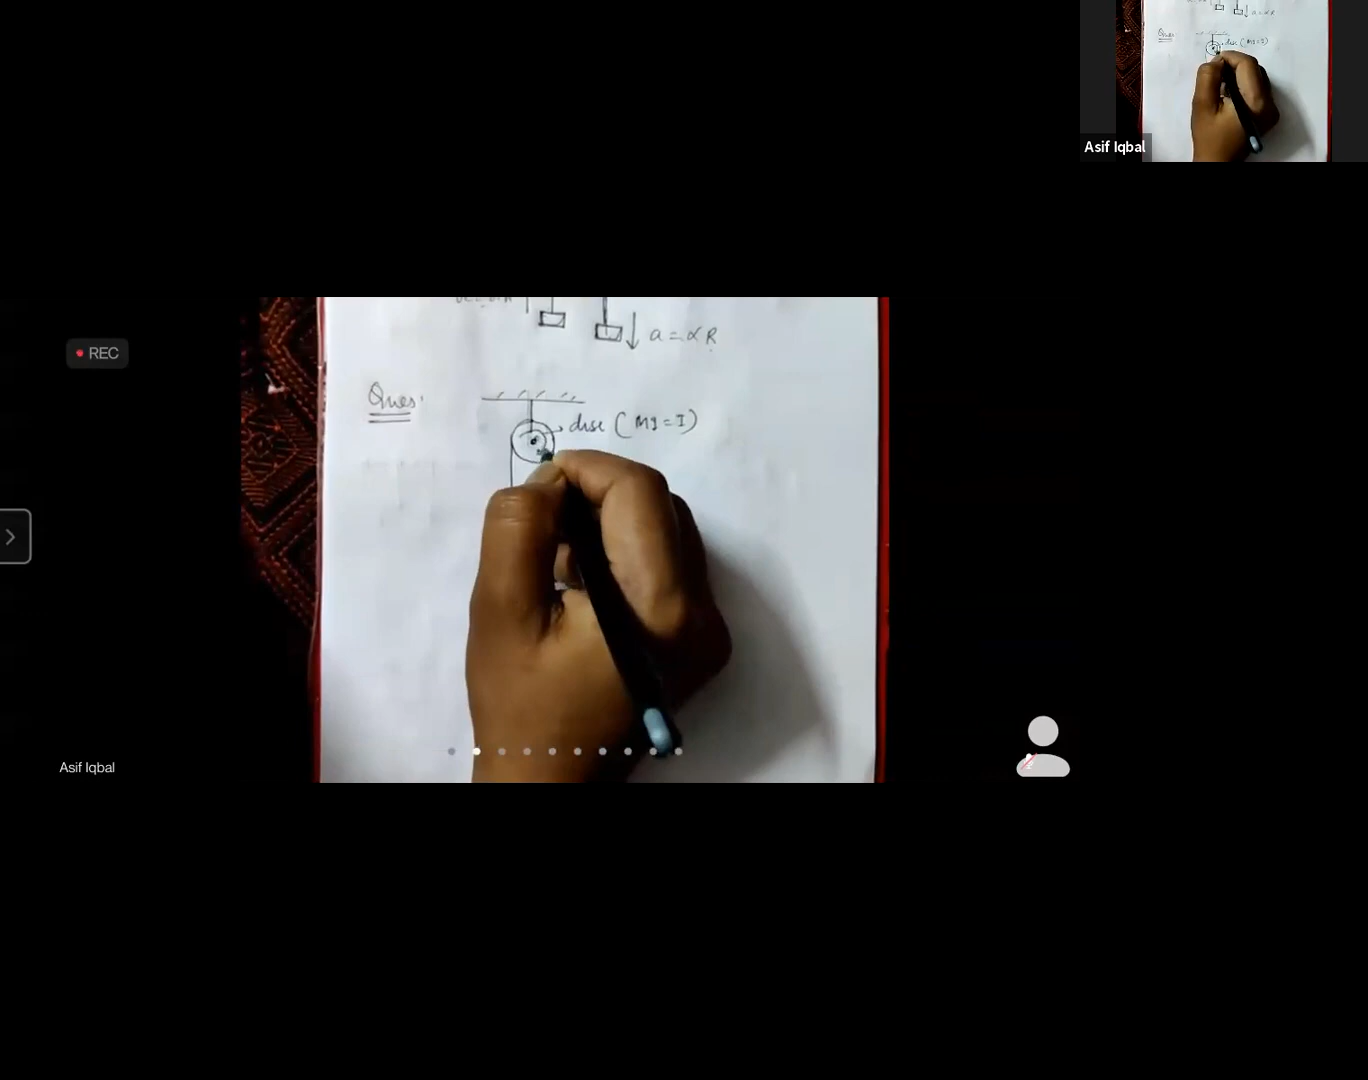 Asif Iqbal
REC
a = αR
Ques.
disc (MI = I)
Asif Iqbal